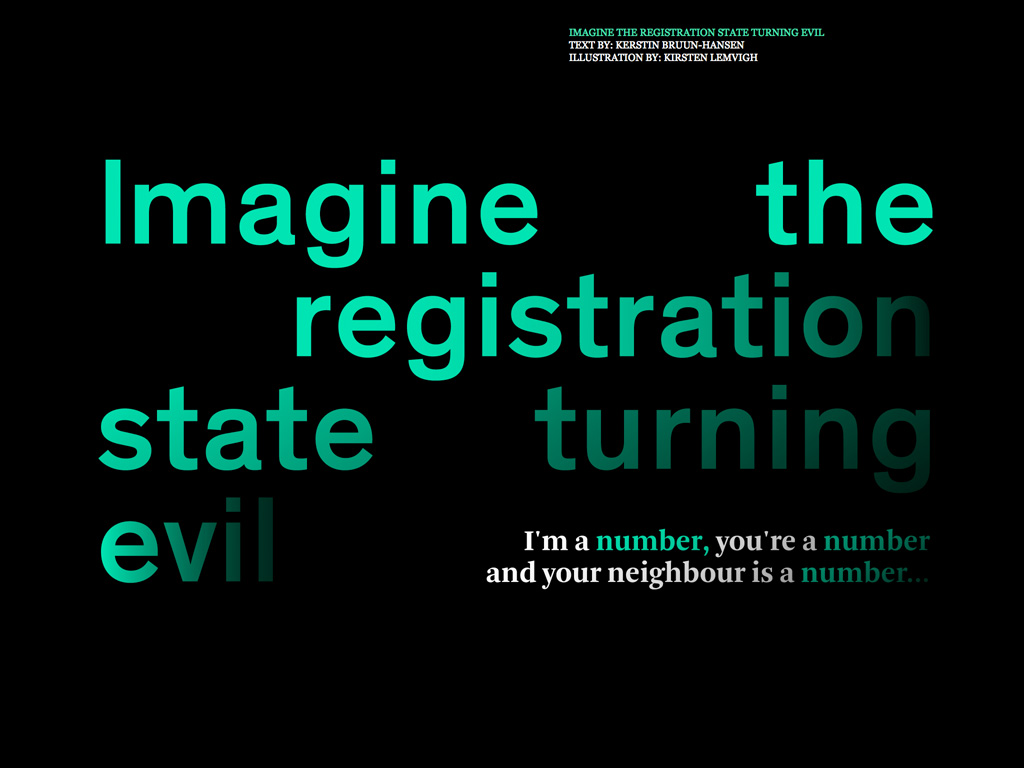 IMAGINE THE REGISTRATION STATE TURNING EVIL
TEXT BY: KERSTIN BRUUN-HANSEN
ILLUSTRATION BY: KIRSTEN LEMVIGH
Imagine the
registration
state turning
evil
I'm a number, you're a number
and your neighbour is a number...